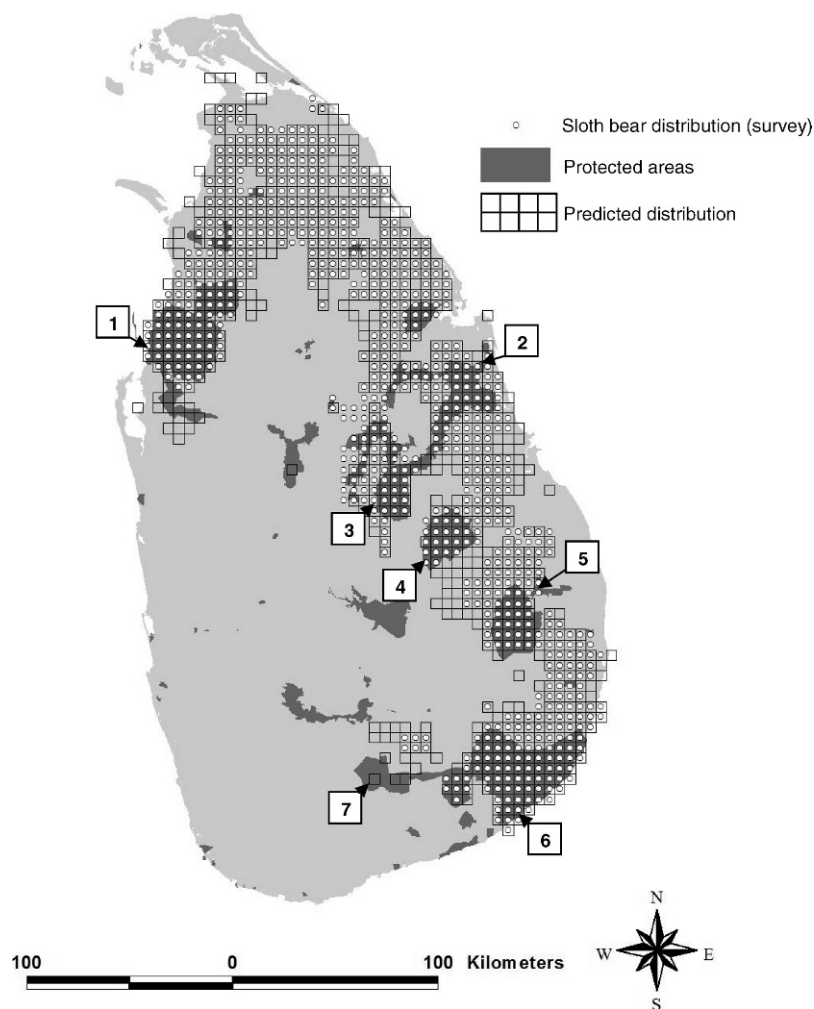 Sloth bear distribution (survey)
Protected areas
Predicted distribution
1
2
3
4
5
6
7
N
W E
S
100 0 100 Kilometers